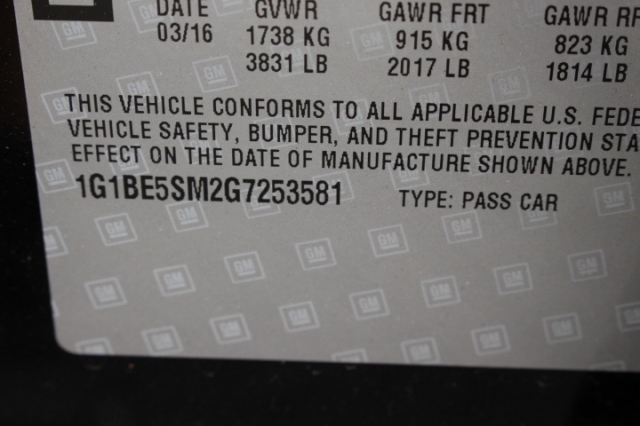 DATE GVWR GAWR FRT GAWR RR
03/16 1738 KG 915 KG 823 KG
3831 LB 2017 LB 1814 LB
THIS VEHICLE CONFORMS TO ALL APPLICABLE U.S. FEDE
VEHICLE SAFETY, BUMPER, AND THEFT PREVENTION STA
EFFECT ON THE DATE OF MANUFACTURE SHOWN ABOVE.
1G1BE5SM2G7253581 TYPE: PASS CAR
GM